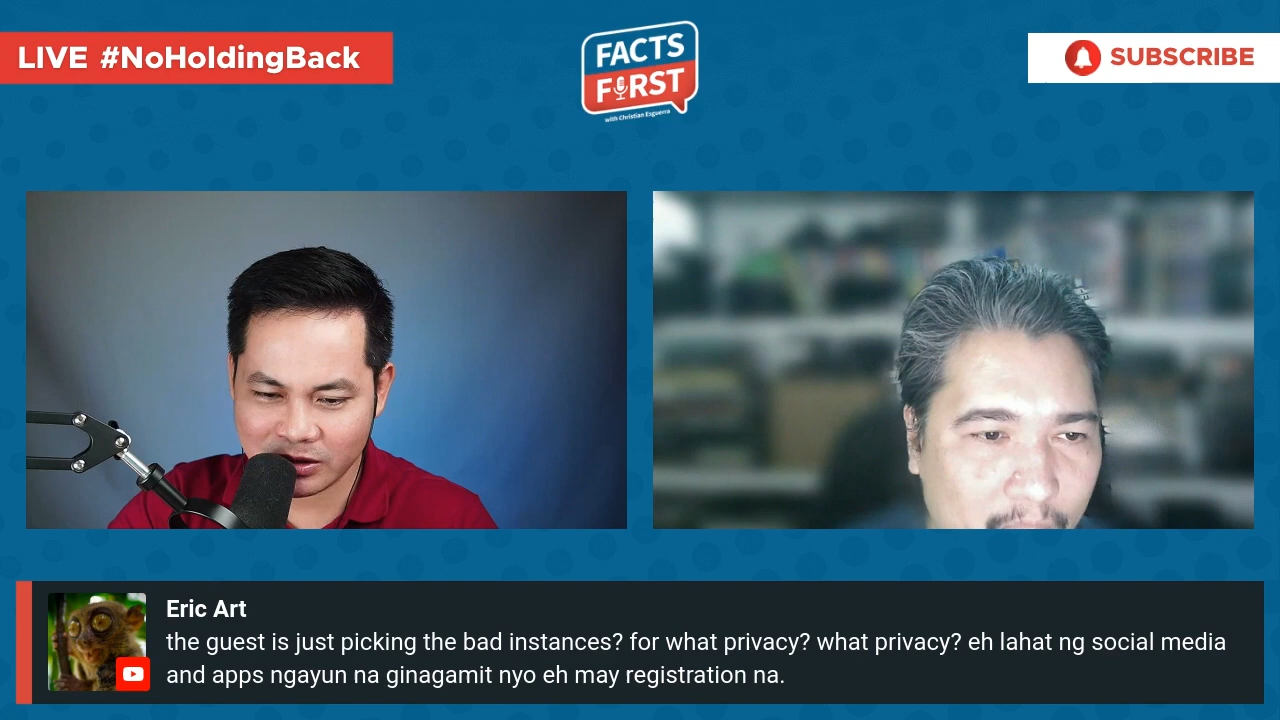 LIVE #NoHoldingBack
FACTS
FIRST
with Christian Esguerra
SUBSCRIBE
Eric Art
the guest is just picking the bad instances? for what privacy? what privacy? eh lahat ng social media
and apps ngayun na ginagamit nyo eh may registration na.